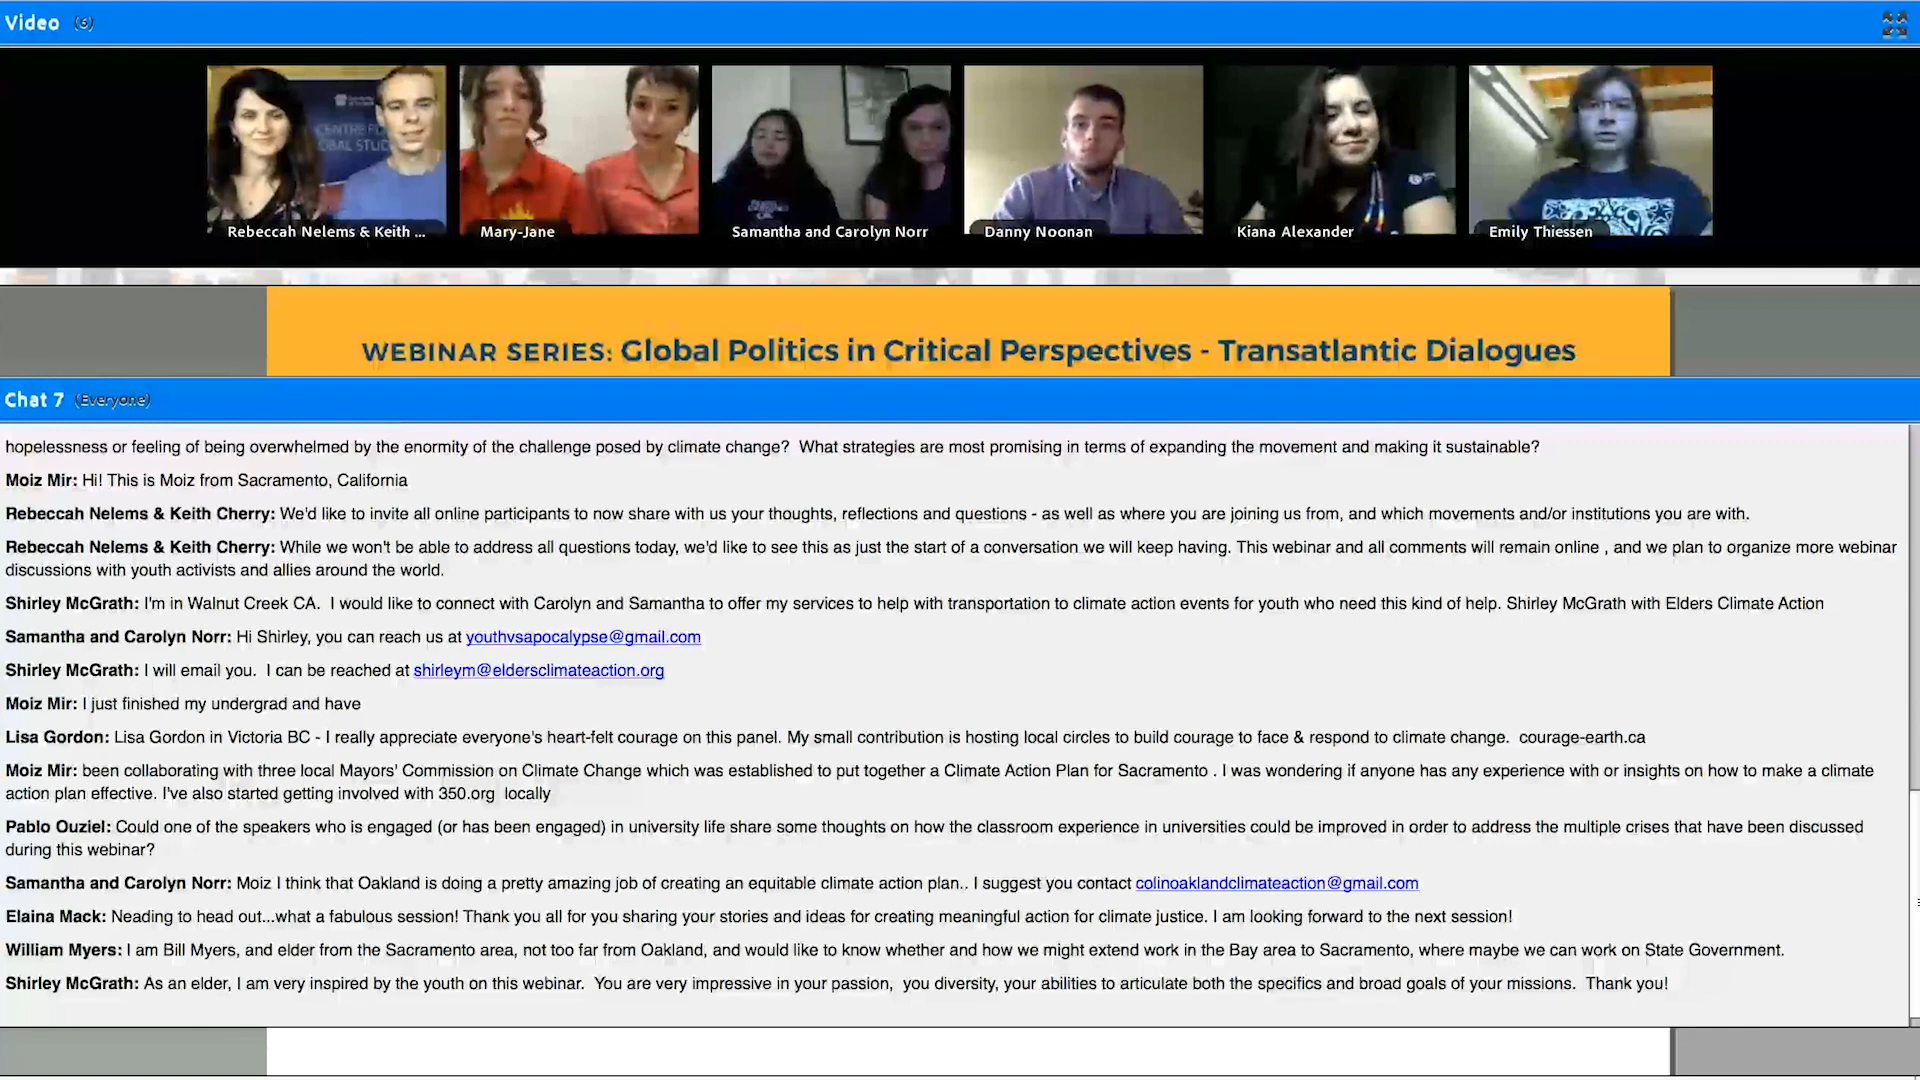 Video (6)
CENTRE FO
OBAL STUD
Rebeccah Nelems & Keith ...
Mary-Jane
Samantha and Carolyn Norr
Danny Noonan
Kiana Alexander
Emily Thiessen
WEBINAR SERIES: Global Politics in Critical Perspectives - Transatlantic Dialogues
Chat 7 (Everyone)
hopelessness or feeling of being overwhelmed by the enormity of the challenge posed by climate change?  What strategies are most promising in terms of expanding the movement and making it sustainable?
Moiz Mir: Hi! This is Moiz from Sacramento, California
Rebeccah Nelems & Keith Cherry: We'd like to invite all online participants to now share with us your thoughts, reflections and questions - as well as where you are joining us from, and which movements and/or institutions you are with.
Rebeccah Nelems & Keith Cherry: While we won't be able to address all questions today, we'd like to see this as just the start of a conversation we will keep having. This webinar and all comments will remain online , and we plan to organize more webinar
discussions with youth activists and allies around the world.
Shirley McGrath: I'm in Walnut Creek CA.  I would like to connect with Carolyn and Samantha to offer my services to help with transportation to climate action events for youth who need this kind of help. Shirley McGrath with Elders Climate Action
Samantha and Carolyn Norr: Hi Shirley, you can reach us at youthvsapocalypse@gmail.com
Shirley McGrath: I will email you.  I can be reached at shirleym@eldersclimateaction.org
Moiz Mir: I just finished my undergrad and have
Lisa Gordon: Lisa Gordon in Victoria BC - I really appreciate everyone's heart-felt courage on this panel. My small contribution is hosting local circles to build courage to face & respond to climate change.  courage-earth.ca
Moiz Mir: been collaborating with three local Mayors' Commission on Climate Change which was established to put together a Climate Action Plan for Sacramento . I was wondering if anyone has any experience with or insights on how to make a climate
action plan effective. I've also started getting involved with 350.org  locally
Pablo Ouziel: Could one of the speakers who is engaged (or has been engaged) in university life share some thoughts on how the classroom experience in universities could be improved in order to address the multiple crises that have been discussed
during this webinar?
Samantha and Carolyn Norr: Moiz I think that Oakland is doing a pretty amazing job of creating an equitable climate action plan.. I suggest you contact colinoaklandclimateaction@gmail.com
Elaina Mack: Neading to head out...what a fabulous session! Thank you all for you sharing your stories and ideas for creating meaningful action for climate justice. I am looking forward to the next session!
William Myers: I am Bill Myers, and elder from the Sacramento area, not too far from Oakland, and would like to know whether and how we might extend work in the Bay area to Sacramento, where maybe we can work on State Government.
Shirley McGrath: As an elder, I am very inspired by the youth on this webinar.  You are very impressive in your passion,  you diversity, your abilities to articulate both the specifics and broad goals of your missions.  Thank you!